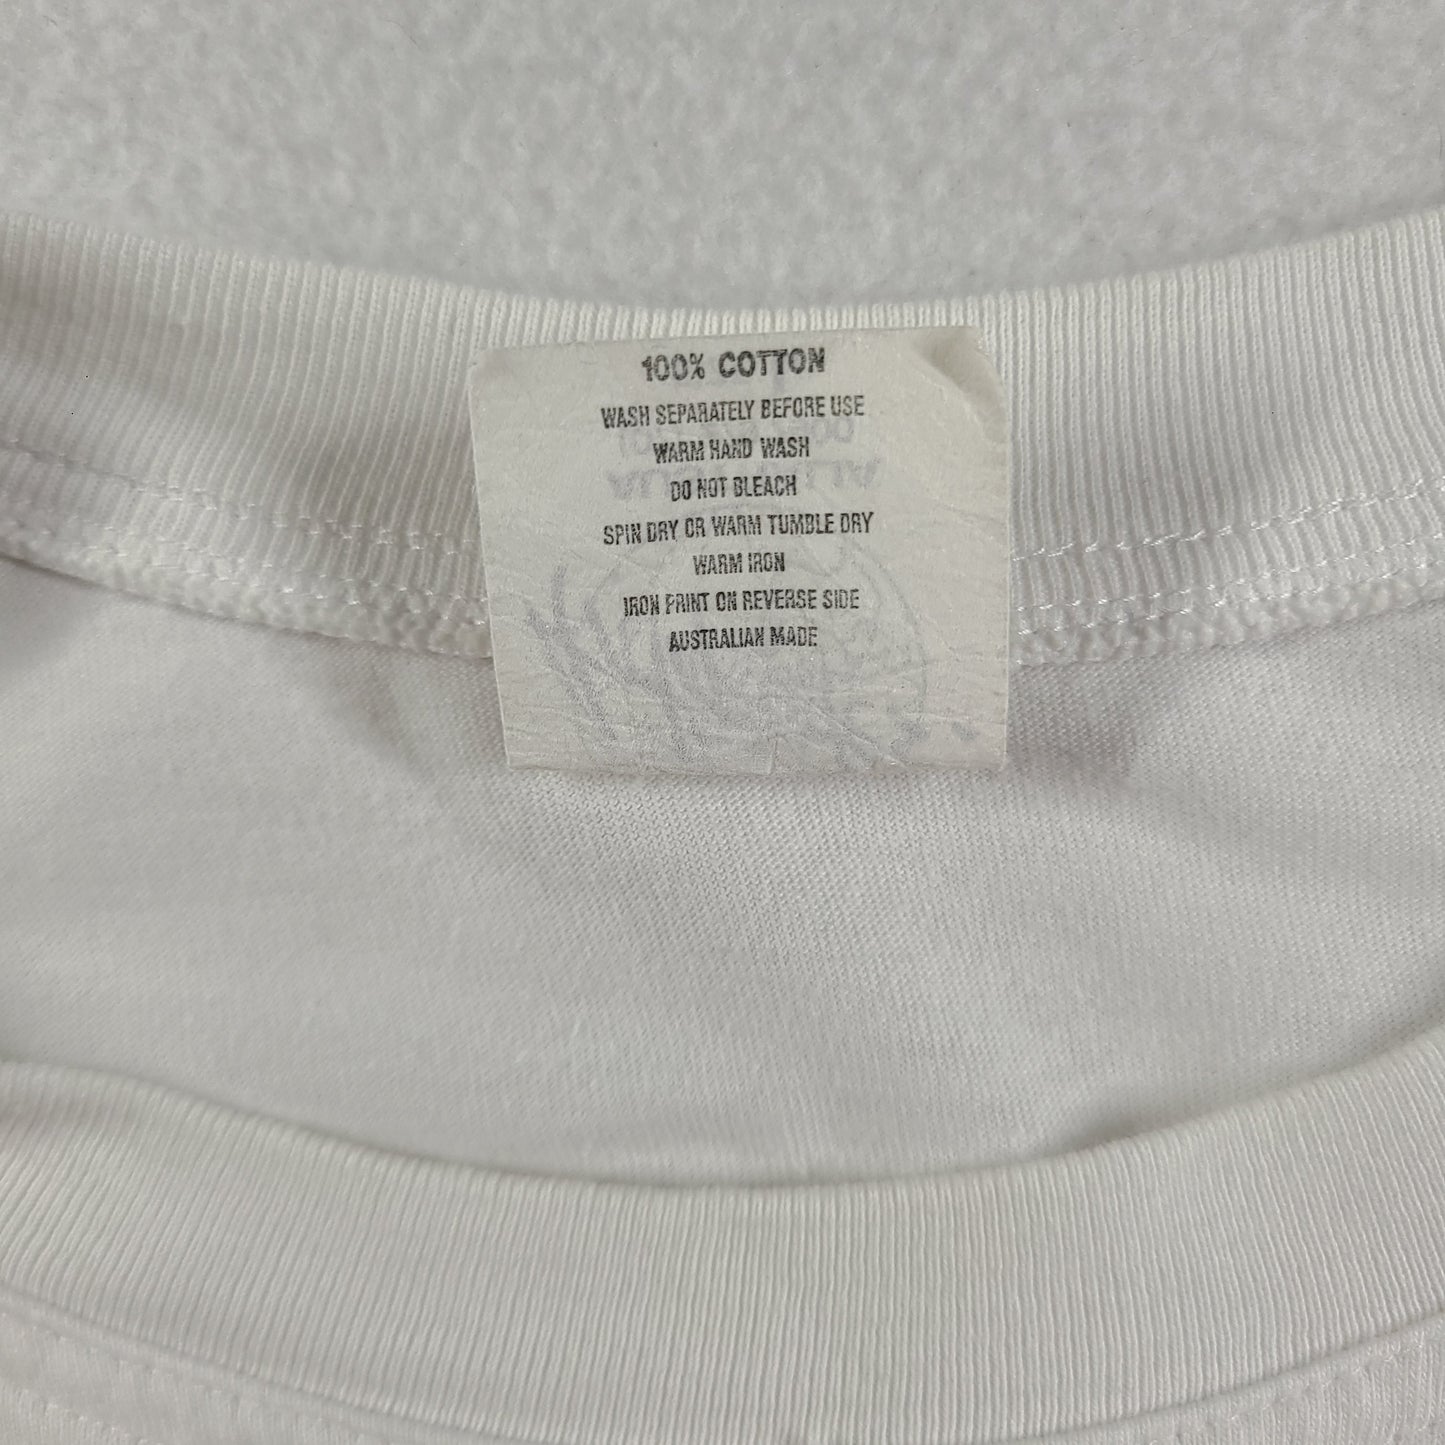 100% COTTON
WASH SEPARATELY BEFORE USE
WARM HAND WASH
DO NOT BLEACH
SPIN DRY OR WARM TUMBLE DRY
WARM IRON
IRON PRINT ON REVERSE SIDE
AUSTRALIAN MADE